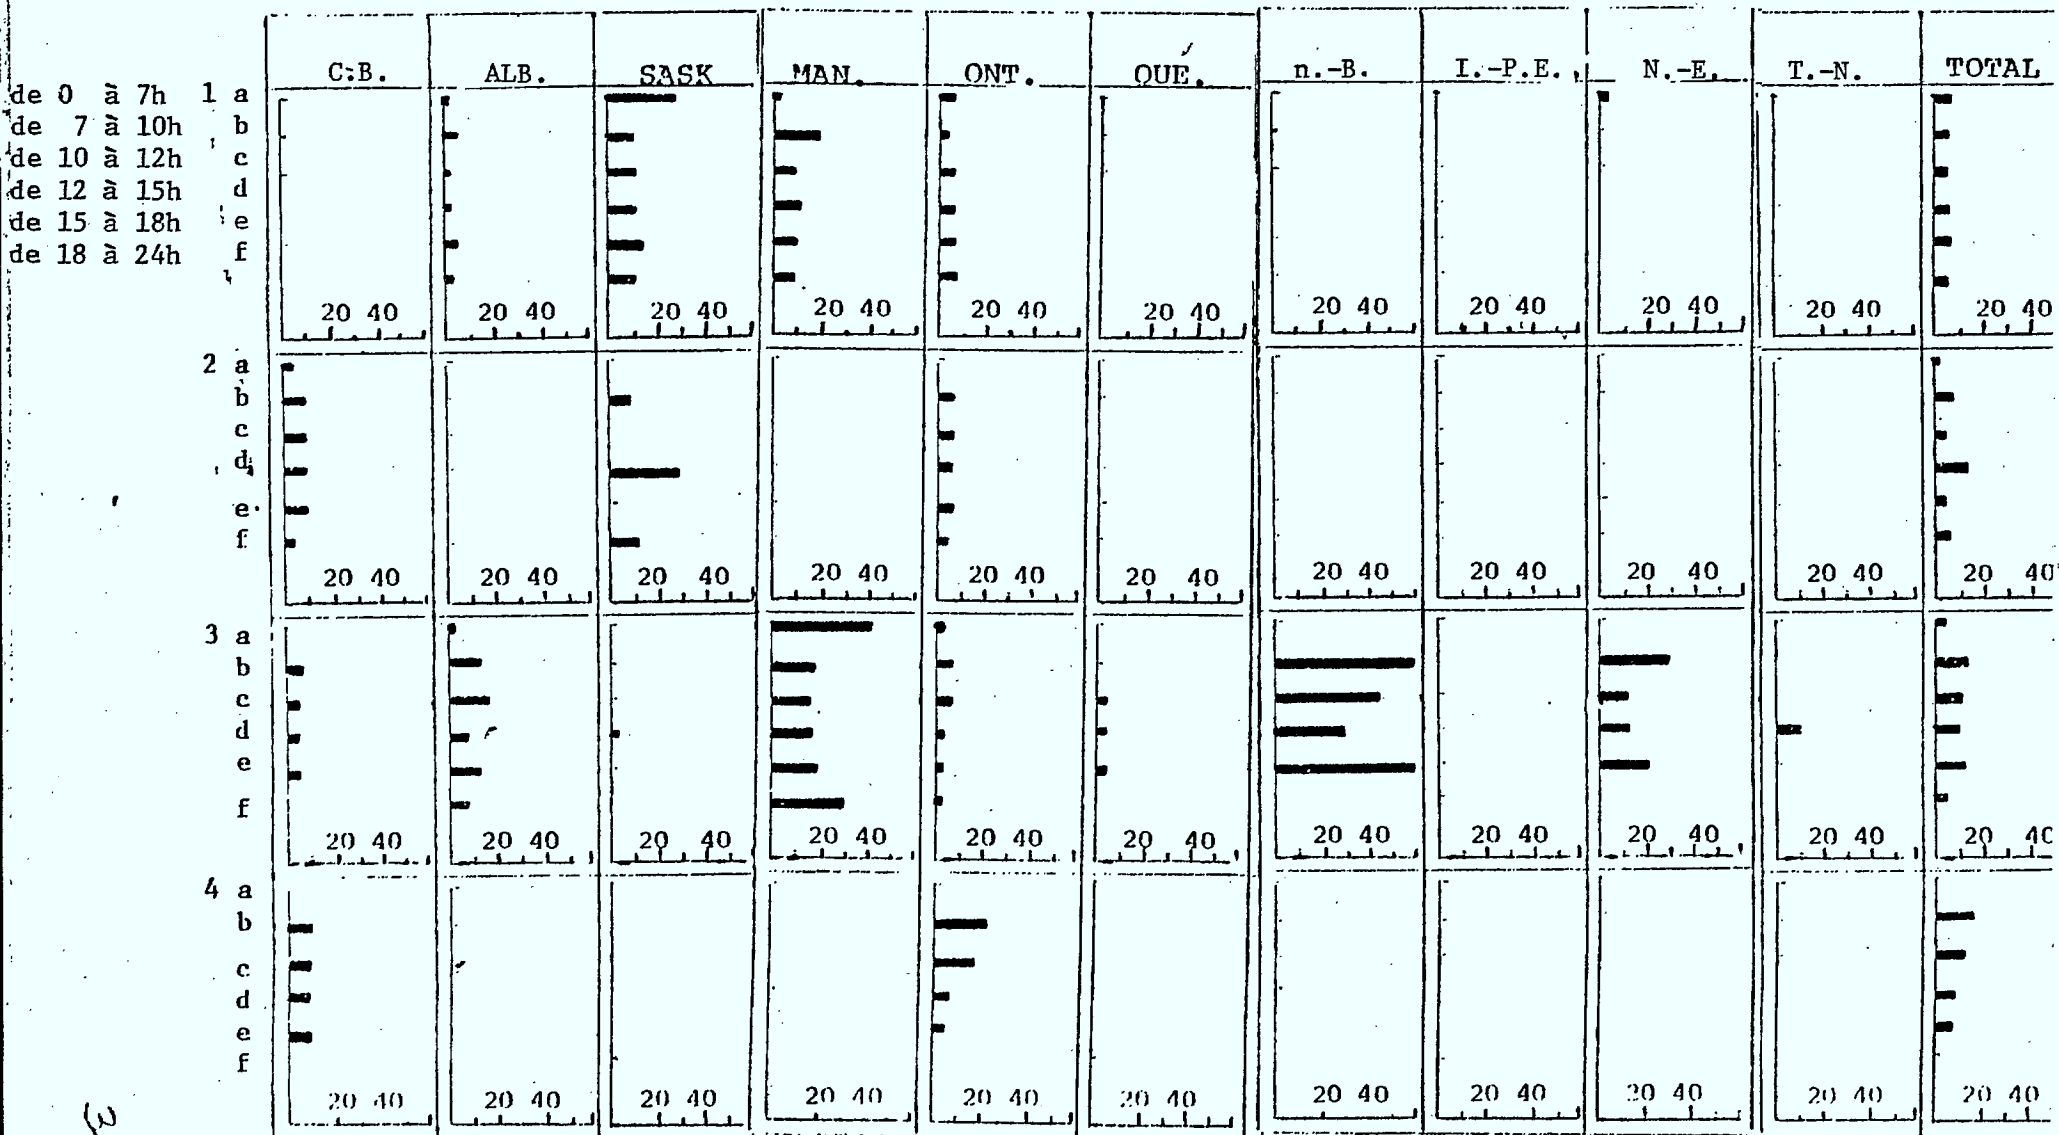 C.B. ALB. SASK MAN. ONT. QUE. n.-B. I.-P.E. N.-E. T.-N. TOTAL
de 0 à 7h 1 a
de 7 à 10h b
de 10 à 12h c
de 12 à 15h d
de 15 à 18h e
de 18 à 24h f
20 40 20 40 20 40 20 40 20 40 20 40 20 40 20 40 20 40 20 40 20 40
2 a
b
c
d
e
f
20 40 20 40 20 40 20 40 20 40 20 40 20 40 20 40 20 40 20 40 20 40
3 a
b
c
d
e
f
20 40 20 40 20 40 20 40 20 40 20 40 20 40 20 40 20 40 20 40 20 40
4 a
b
c
d
e
f
20 40 20 40 20 40 20 40 20 40 20 40 20 40 20 40 20 40 20 40 20 40